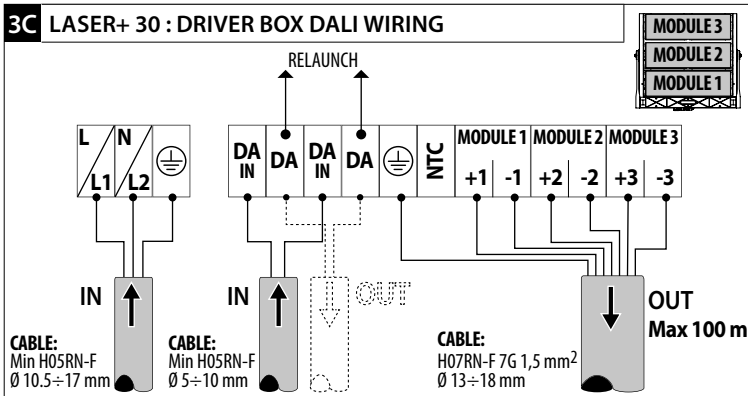 3C LASER+ 30 : DRIVER BOX DALI WIRING
MODULE 3
MODULE 2
MODULE 1
RELAUNCH
L N
L1 L2
DA IN DA DA IN DA NTC
MODULE 1 MODULE 2 MODULE 3
+1 -1 +2 -2 +3 -3
IN
IN
OUT
OUT
Max 100 m
CABLE:
Min H05RN-F
Ø 10.5÷17 mm
CABLE:
Min H05RN-F
Ø 5÷10 mm
CABLE:
H07RN-F 7G 1,5 mm²
Ø 13÷18 mm